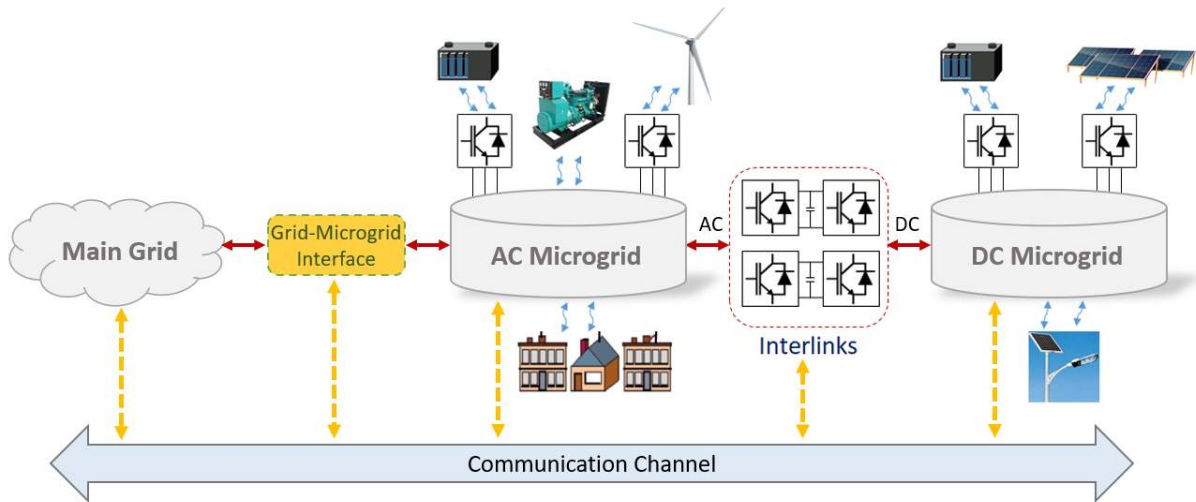 Main Grid
Grid-Microgrid
Interface
AC Microgrid
AC
DC
Interlinks
DC Microgrid
Communication Channel